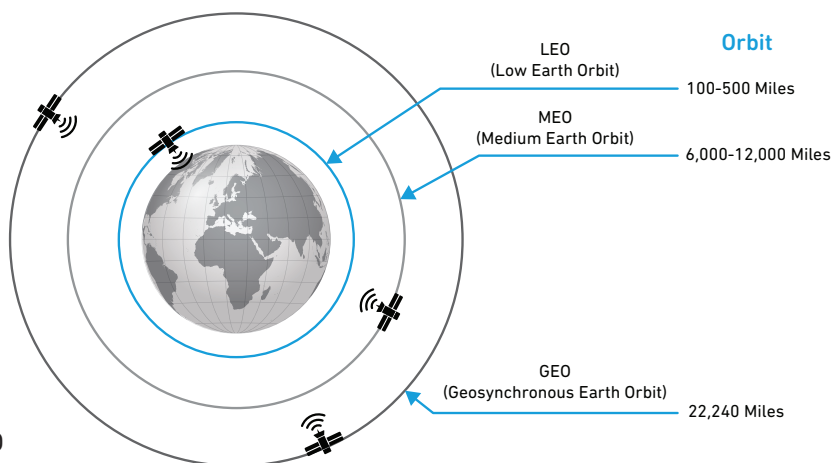 Orbit
LEO
(Low Earth Orbit)
100-500 Miles
MEO
(Medium Earth Orbit)
6,000-12,000 Miles
GEO
(Geosynchronous Earth Orbit)
22,240 Miles